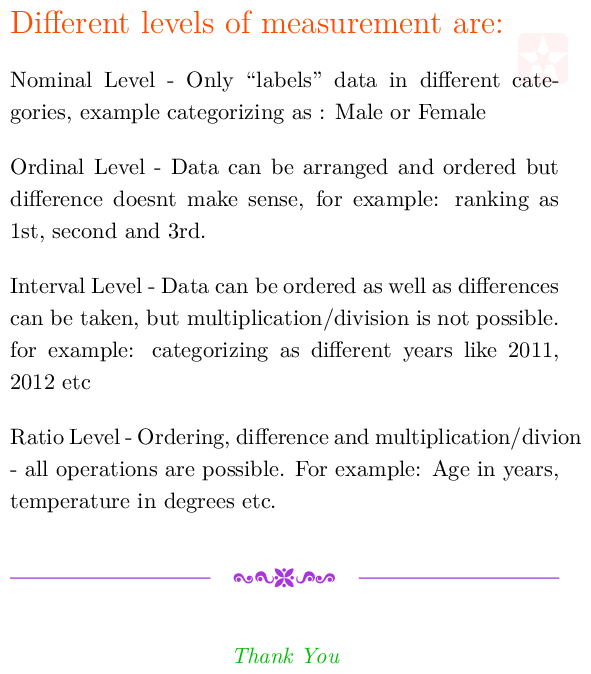 Different levels of measurement are:
Nominal Level - Only “labels” data in different cate-
gories, example categorizing as : Male or Female
Ordinal Level - Data can be arranged and ordered but
difference doesnt make sense, for example: ranking as
1st, second and 3rd.
Interval Level - Data can be ordered as well as differences
can be taken, but multiplication/division is not possible.
for example: categorizing as different years like 2011,
2012 etc
Ratio Level - Ordering, difference and multiplication/divion
- all operations are possible. For example: Age in years,
temperature in degrees etc.
Thank You